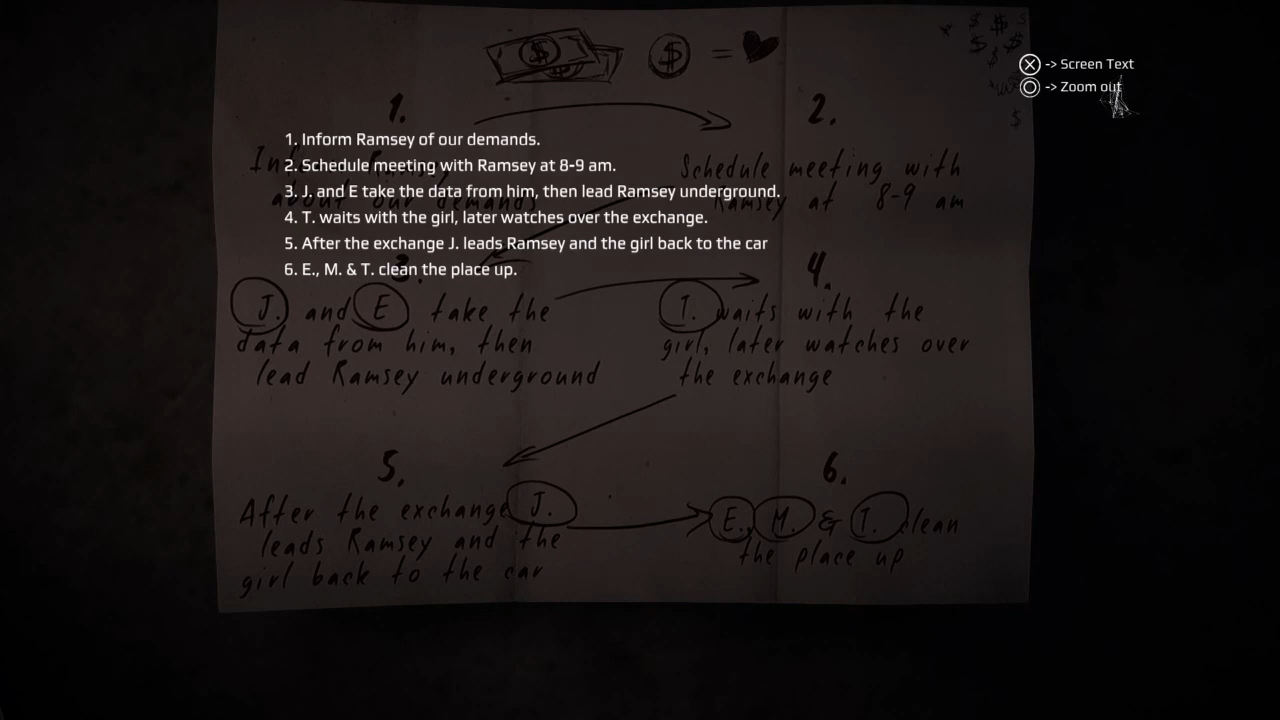 $ = ♥
-> Screen Text
-> Zoom out
1. Inform Ramsey of our demands.
2. Schedule meeting with Ramsey at 8-9 am.
3. J. and E take the data from him, then lead Ramsey underground.
4. T. waits with the girl, later watches over the exchange.
5. After the exchange J. leads Ramsey and the girl back to the car
6. E., M. & T. clean the place up.
1.
about our demands
2.
Schedule meeting with
Ramsey at 8-9 am
3.
J. and E take the
data from him, then
lead Ramsey underground
4.
T. waits with the
girl, later watches over
the exchange
5.
After the exchange J.
leads Ramsey and the
girl back to the car
6.
E., M. & T. clean
the place up